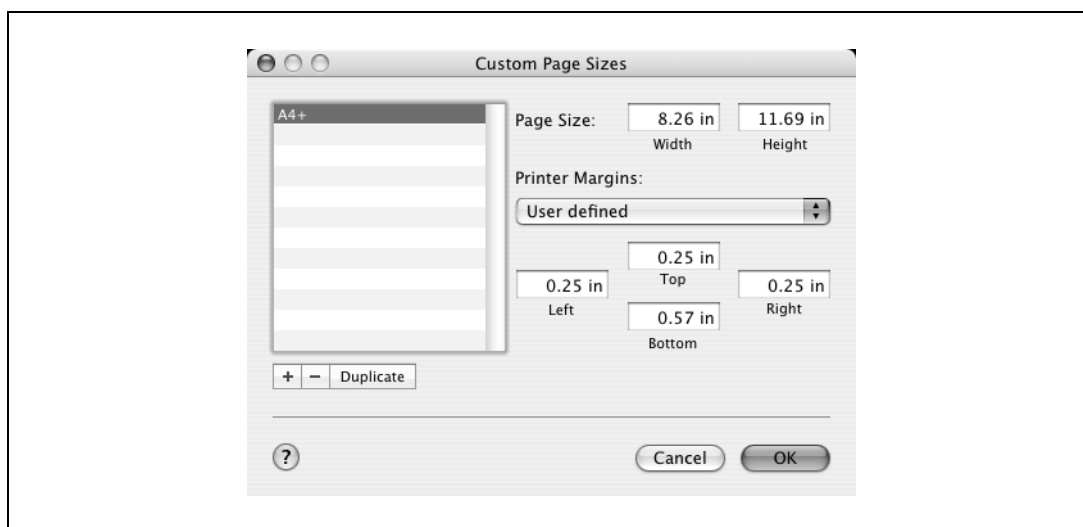 Custom Page Sizes
A4+
Page Size: 8.26 in 11.69 in
Width Height
Printer Margins:
User defined
0.25 in
Top
0.25 in 0.25 in
Left Right
0.57 in
Bottom
+ − Duplicate
? Cancel OK